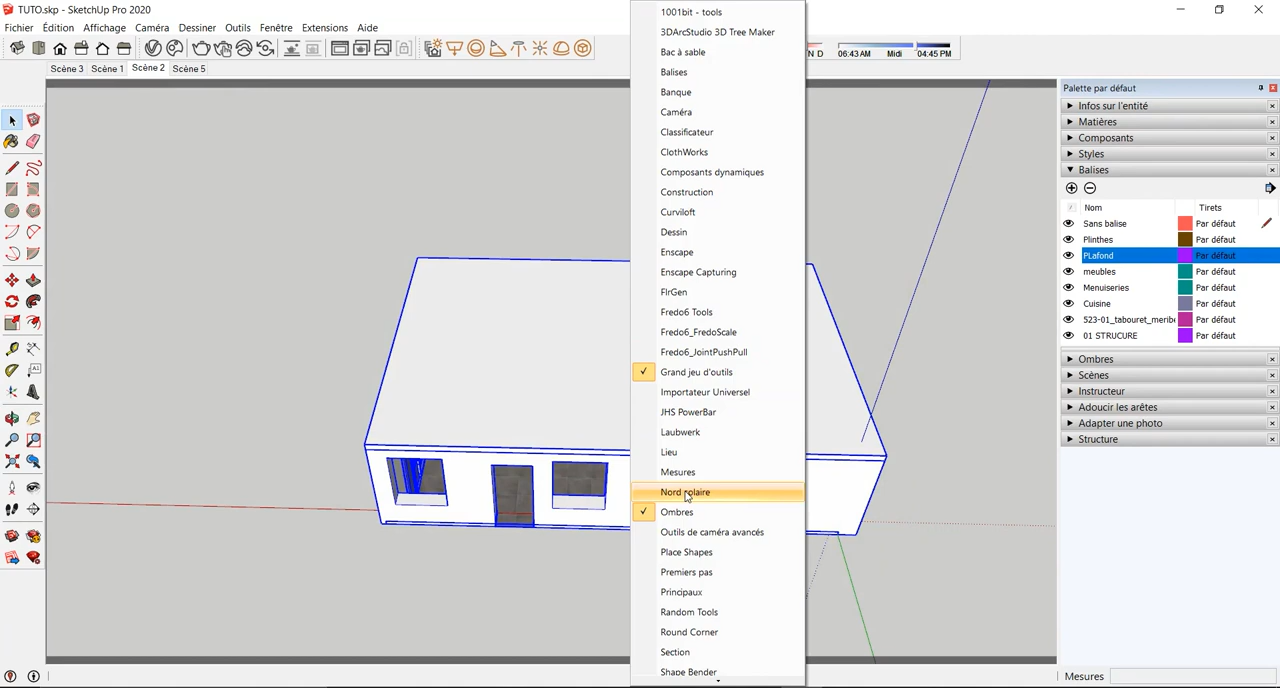 TUTO.skp - SketchUp Pro 2020
Fichier Édition Affichage Caméra Dessiner Outils Fenêtre Extensions Aide
N D 06:43 AM Midi 04:45 PM
Scène 3 Scène 1 Scène 2 Scène 5
1001bit - tools
3DArcStudio 3D Tree Maker
Bac à sable
Balises
Banque
Caméra
Classificateur
ClothWorks
Composants dynamiques
Construction
Curviloft
Dessin
Enscape
Enscape Capturing
FlrGen
Fredo6 Tools
Fredo6_FredoScale
Fredo6_JointPushPull
Grand jeu d'outils
Importateur Universel
JHS PowerBar
Laubwerk
Lieu
Mesures
Nord solaire
Ombres
Outils de caméra avancés
Place Shapes
Premiers pas
Principaux
Random Tools
Round Corner
Section
Shape Bender
Palette par défaut
Infos sur l'entité
Matières
Composants
Styles
Balises
Nom Tirets
Sans balise Par défaut
Plinthes Par défaut
PLafond Par défaut
meubles Par défaut
Menuiseries Par défaut
Cuisine Par défaut
523-01_tabouret_meribe Par défaut
01 STRUCURE Par défaut
Ombres
Scènes
Instructeur
Adoucir les arêtes
Adapter une photo
Structure
Mesures